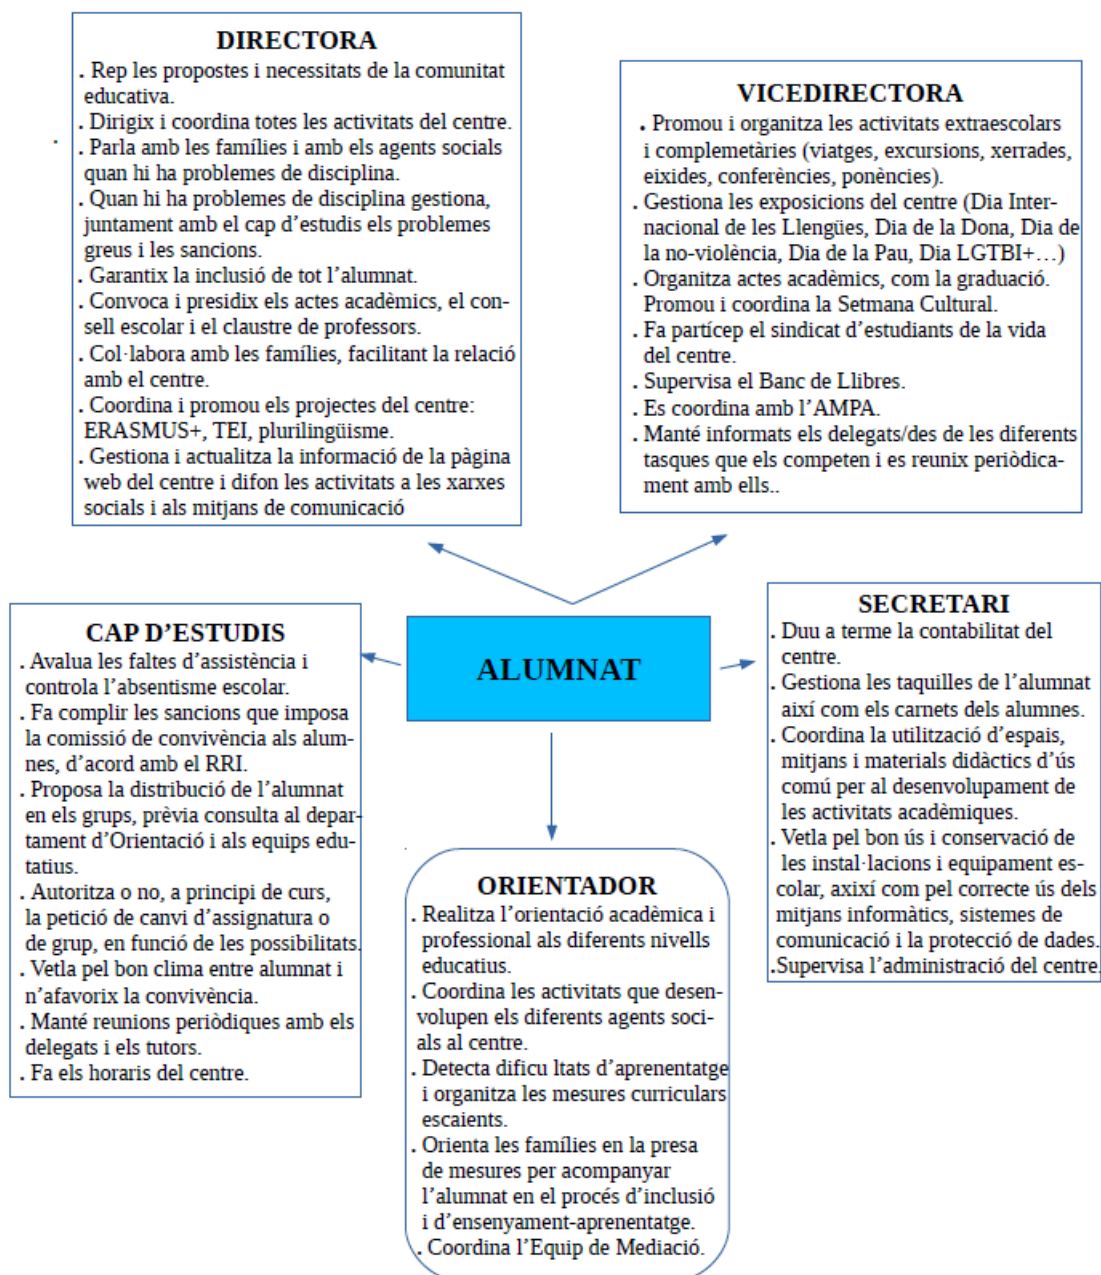 DIRECTORA
. Rep les propostes i necessitats de la comunitat
educativa.
. Dirigix i coordina totes les activitats del centre.
. Parla amb les famílies i amb els agents socials
quan hi ha problemes de disciplina.
. Quan hi ha problemes de disciplina gestiona,
juntament amb el cap d’estudis els problemes
greus i les sancions.
. Garantix la inclusió de tot l’alumnat.
. Convoca i presidix els actes acadèmics, el con-
sell escolar i el claustre de professors.
. Col·labora amb les famílies, facilitant la relació
amb el centre.
. Coordina i promou els projectes del centre:
ERASMUS+, TEI, plurilingüisme.
. Gestiona i actualitza la informació de la pàgina
web del centre i difon les activitats a les xarxes
socials i als mitjans de comunicació
VICEDIRECTORA
. Promou i organitza les activitats extraescolars
i complemetàries (viatges, excursions, xerrades,
eixides, conferències, ponències).
. Gestiona les exposicions del centre (Dia Inter-
nacional de les Llengües, Dia de la Dona, Dia de
la no-violència, Dia de la Pau, Dia LGTBI+…)
. Organitza actes acadèmics, com la graduació.
Promou i coordina la Setmana Cultural.
. Fa partícep el sindicat d’estudiants de la vida
del centre.
. Supervisa el Banc de Llibres.
. Es coordina amb l’AMPA.
. Manté informats els delegats/des de les diferents
tasques que els competen i es reunix periòdica-
ment amb ells..
CAP D’ESTUDIS
. Avalua les faltes d’assistència i
controla l’absentisme escolar.
. Fa complir les sancions que imposa
la comissió de convivència als alum-
nes, d’acord amb el RRI.
. Proposa la distribució de l’alumnat
en els grups, prèvia consulta al depar-
tament d’Orientació i als equips edu-
tatius.
. Autoritza o no, a principi de curs,
la petició de canvi d’assignatura o
de grup, en funció de les possibilitats.
. Vetla pel bon clima entre alumnat i
n’afavorix la convivència.
. Manté reunions periòdiques amb els
delegats i els tutors.
. Fa els horaris del centre.
ALUMNAT
SECRETARI
. Duu a terme la contabilitat del
centre.
. Gestiona les taquilles de l’alumnat
així com els carnets dels alumnes.
. Coordina la utilització d’espais,
mitjans i materials didàctics d’ús
comú per al desenvolupament de
les activitats acadèmiques.
. Vetla pel bon ús i conservació de
les instal·lacions i equipament es-
colar, axixí com pel correcte ús dels
mitjans informàtics, sistemes de
comunicació i la protecció de dades.
.Supervisa l’administració del centre.
ORIENTADOR
. Realitza l’orientació acadèmica i
professional als diferents nivells
educatius.
. Coordina les activitats que desen-
volupen els diferents agents soci-
als al centre.
. Detecta dificu ltats d’aprenentatge
i organitza les mesures curriculars
escaients.
. Orienta les famílies en la presa
de mesures per acompanyar
l’alumnat en el procés d’inclusió
i d’ensenyament-aprenentatge.
. Coordina l’Equip de Mediació.